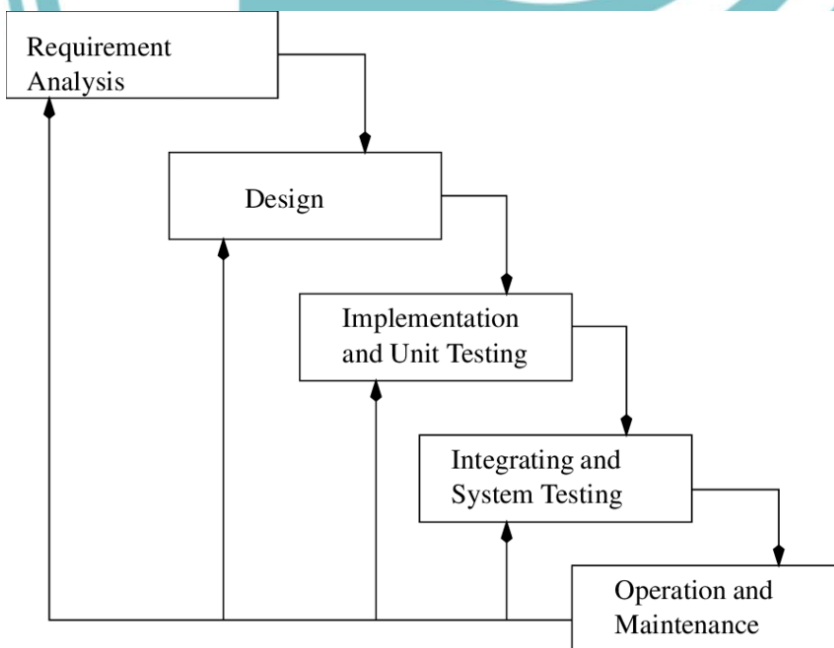 Requirement
Analysis
Design
Implementation
and Unit Testing
Integrating and
System Testing
Operation and
Maintenance